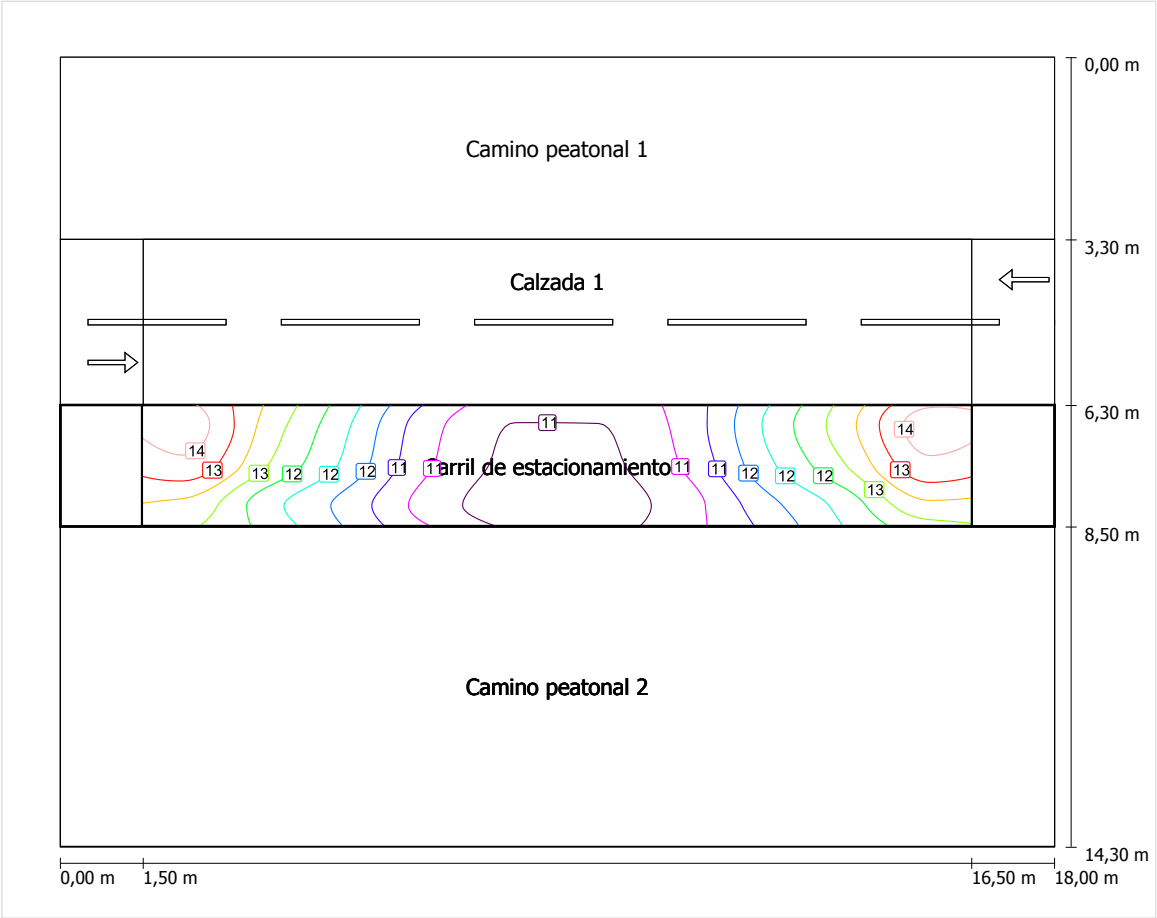 0,00 m
Camino peatonal 1
3,30 m
Calzada 1
6,30 m
11
14
14
Carril de estacionamiento
13 13 12 12 12 11 11 11 11 12 12 12 13 13
8,50 m
Camino peatonal 2
14,30 m
0,00 m 1,50 m 16,50 m 18,00 m